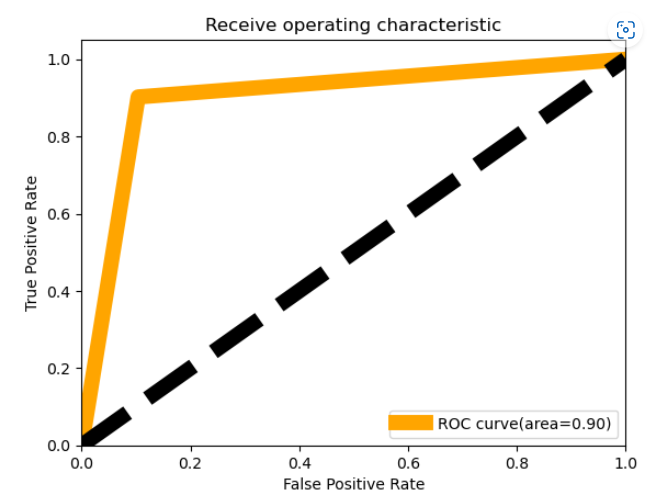 Receive operating characteristic
1.0
0.8
0.6
0.4
0.2
0.0
True Positive Rate
ROC curve(area=0.90)
0.0 0.2 0.4 0.6 0.8 1.0
False Positive Rate